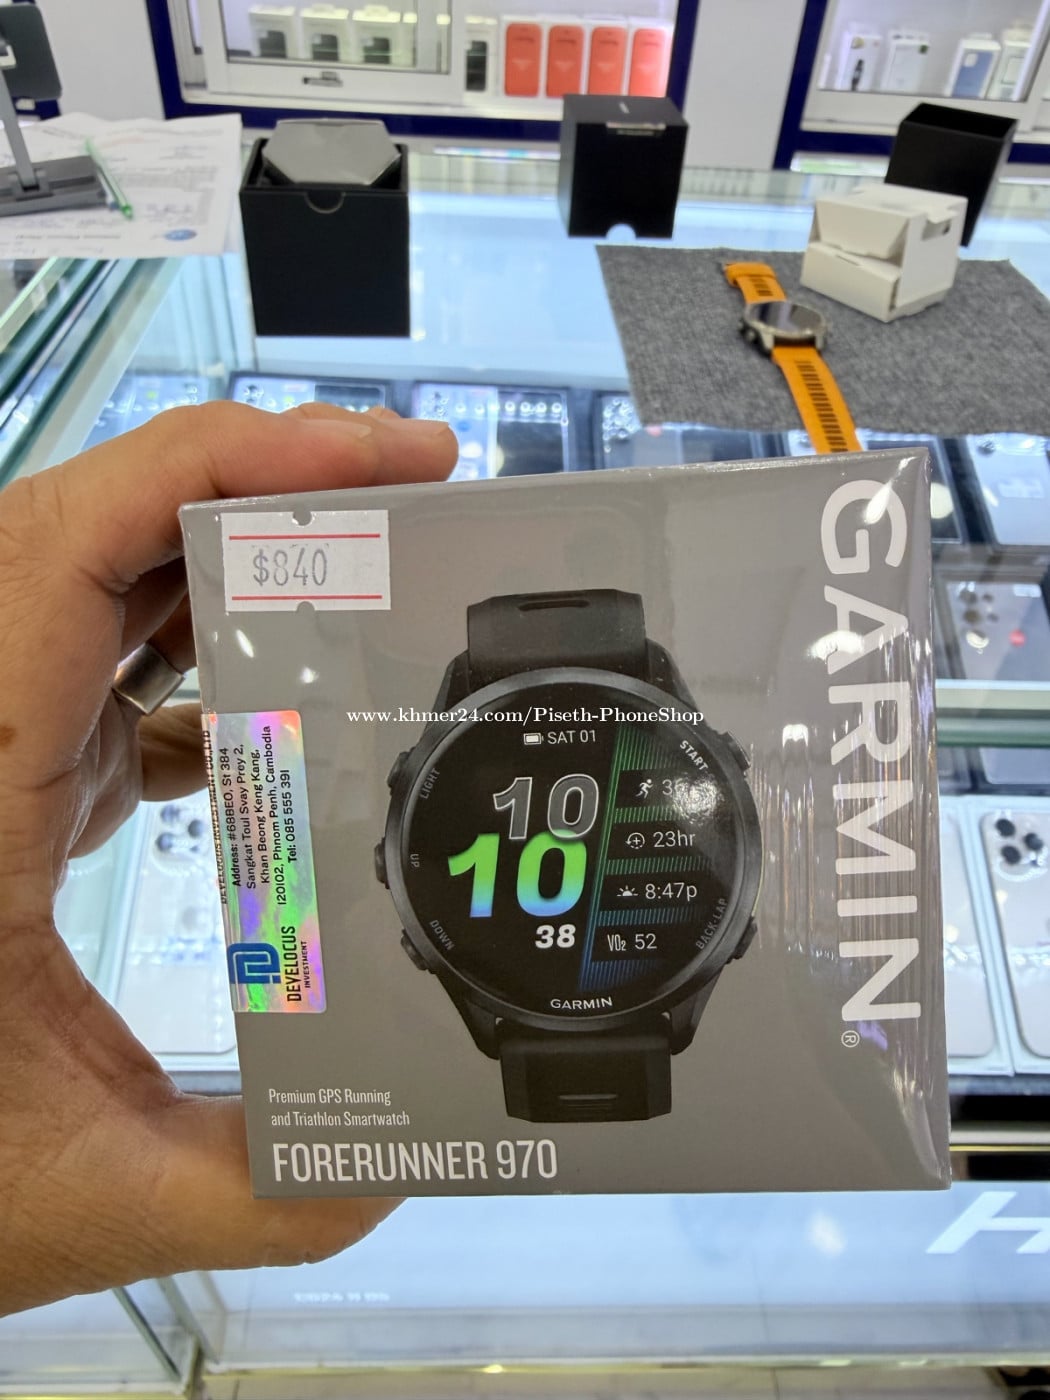 $840
GARMIN®
www.khmer24.com/Piseth-PhoneShop
SAT 01
LIGHT
START
10
10
38
UP
23hr
8:47p
DOWN
VO₂ 52
BACK LAP
GARMIN
Address: #68BEO, St 384
Sangkat Toul Svay Prey 2,
Khan Beong Keng Kang,
120102. Phnom Penh, Cambodia
Tel: 085 555 391
DEVELOCUS
INVESTMENT
Premium GPS Running
and Triathlon Smartwatch
FORERUNNER 970